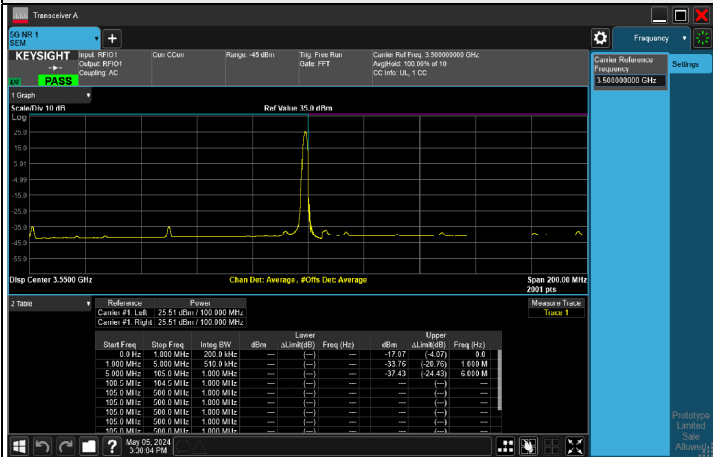 Transceiver A
5G NR 1
SEM
Frequency
KEYSIGHT
Input: RFIO1
Output: RFIO1
Coupling: AC
Corr CCorr
Range: -45 dBm
Trig: Free Run
Gate: FFT
Carrier Ref Freq: 3.500000000 GHz
Avg|Hold: 100.00% of 10
CC Info: UL, 1 CC
PASS
Carrier Reference
Frequency
3.500000000 GHz
Settings
1 Graph
Scale/Div 10 dB
Ref Value 35.0 dBm
Log
25.0
15.0
5.01
-4.99
-15.0
-25.0
-35.0
-45.0
-55.0
Disp Center 3.5500 GHz
Chan Det: Average, #Offs Det: Average
Span 200.00 MHz
2001 pts
2 Table
Reference Power
Carrier #1. Left 25.51 dBm / 100.000 MHz
Carrier #1. Right 25.51 dBm / 100.000 MHz
Measure Trace
Trace 1
Lower Upper
Start Freq Stop Freq Integ BW dBm ΔLimit(dB) Freq (Hz) dBm ΔLimit(dB) Freq (Hz)
0.0 Hz 1.000 MHz 200.0 kHz --- (---) --- -17.07 (-4.07) 0.0
1.000 MHz 5.000 MHz 510.0 kHz --- (---) --- -33.76 (-20.76) 1.000 M
5.000 MHz 105.0 MHz 1.000 MHz --- (---) --- -37.43 (-24.43) 6.000 M
100.5 MHz 104.5 MHz 1.000 MHz --- (---) --- --- (---) ---
105.0 MHz 500.0 MHz 1.000 MHz --- (---) --- --- (---) ---
105.0 MHz 500.0 MHz 1.000 MHz --- (---) --- --- (---) ---
105.0 MHz 500.0 MHz 1.000 MHz --- (---) --- --- (---) ---
105.0 MHz 500.0 MHz 1.000 MHz --- (---) --- --- (---) ---
105.0 MHz 500.0 MHz 1.000 MHz --- (---) --- --- (---) ---
May 05, 2024
3:30:04 PM
Prototype
Limited
Sale
Allowed